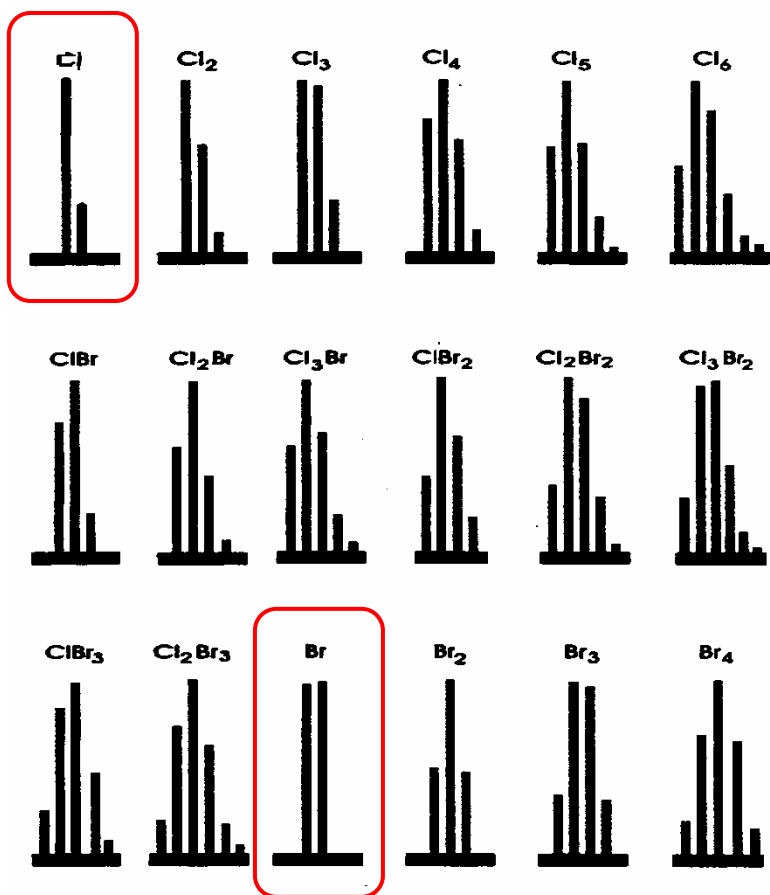 Cl Cl₂ Cl₃ Cl₄ Cl₅ Cl₆
ClBr Cl₂Br Cl₃Br ClBr₂ Cl₂Br₂ Cl₃Br₂
ClBr₃ Cl₂Br₃ Br Br₂ Br₃ Br₄